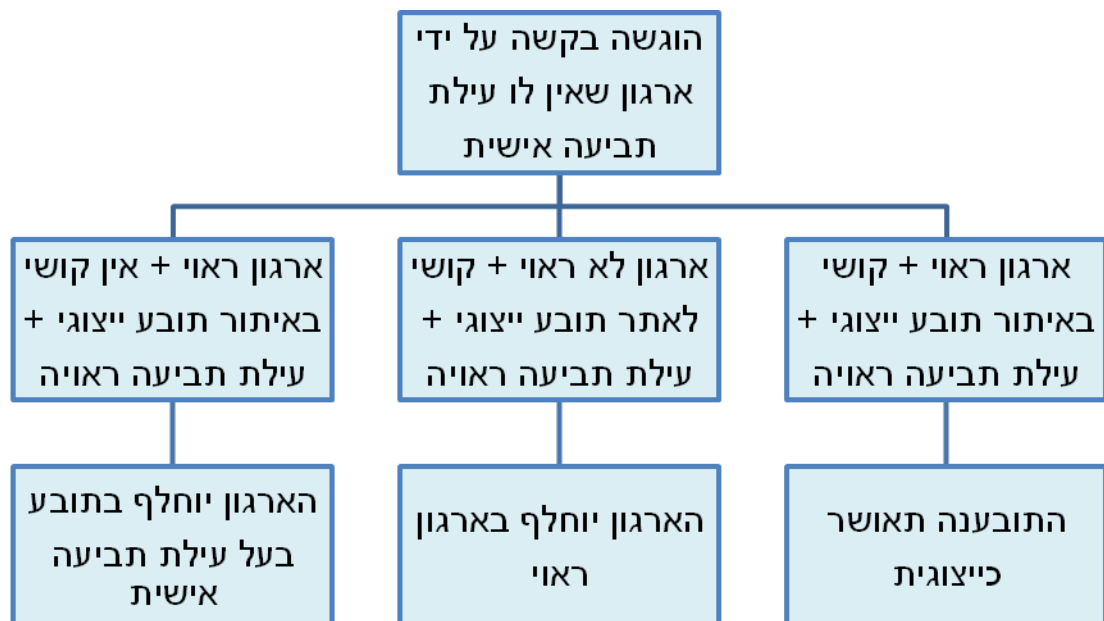 הוגשה בקשה על ידי
ארגון שאין לו עילת
תביעה אישית
ארגון ראוי + קושי
באיתור תובע ייצוגי +
עילת תביעה ראויה
ארגון לא ראוי + קושי
לאתר תובע ייצוגי +
עילת תביעה ראויה
ארגון ראוי + אין קושי
באיתור תובע ייצוגי +
עילת תביעה ראויה
התובענה תאושר
כייצוגית
הארגון יוחלף בארגון
ראוי
הארגון יוחלף בתובע
בעל עילת תביעה
אישית